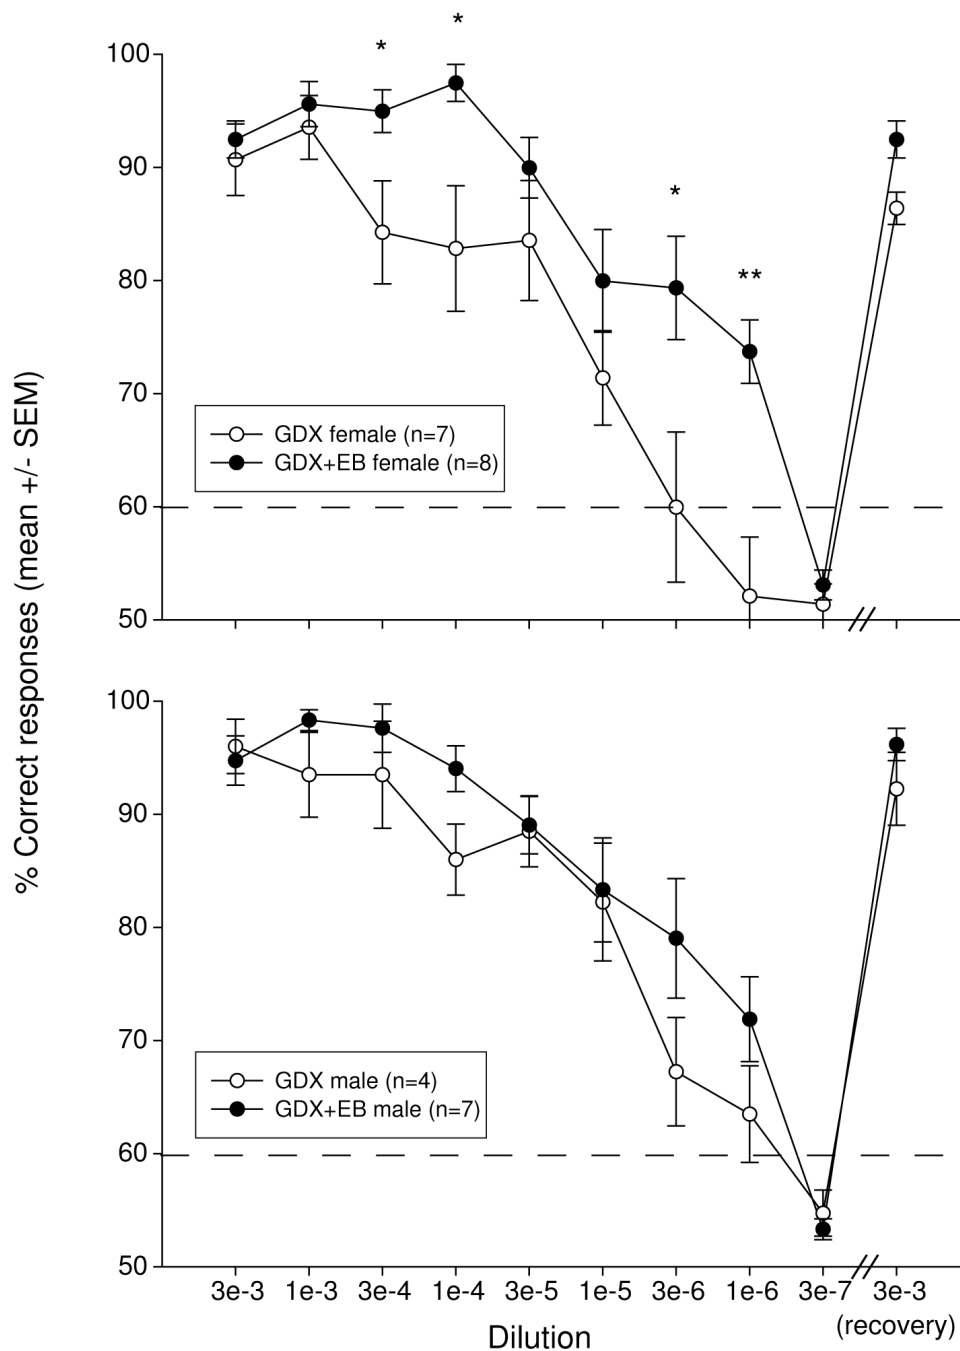 *
*
100
90
*
80
**
70
GDX female (n=7)
GDX+EB female (n=8)
60
50
% Correct responses (mean +/- SEM)
100
90
80
70
GDX male (n=4)
GDX+EB male (n=7)
60
50
3e-3 1e-3 3e-4 1e-4 3e-5 1e-5 3e-6 1e-6 3e-7 3e-3
(recovery)
Dilution